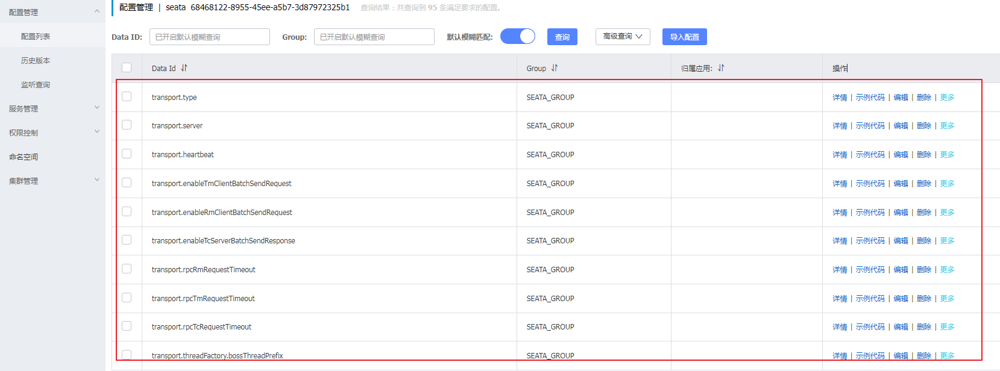 配置管理
配置列表
历史版本
监听查询
服务管理
权限控制
命名空间
集群管理
配置管理 | seata 68468122-8955-45ee-a5b7-3d87972325b1 查询结果：共查询到 95 条满足要求的配置。
Data ID: 已开启默认模糊查询 Group: 已开启默认模糊查询 默认模糊匹配: 查询 高级查询 导入配置
Data Id Group 归属应用: 操作
transport.type SEATA_GROUP 详情 | 示例代码 | 编辑 | 删除 | 更多
transport.server SEATA_GROUP 详情 | 示例代码 | 编辑 | 删除 | 更多
transport.heartbeat SEATA_GROUP 详情 | 示例代码 | 编辑 | 删除 | 更多
transport.enableTmClientBatchSendRequest SEATA_GROUP 详情 | 示例代码 | 编辑 | 删除 | 更多
transport.enableRmClientBatchSendRequest SEATA_GROUP 详情 | 示例代码 | 编辑 | 删除 | 更多
transport.enableTcServerBatchSendResponse SEATA_GROUP 详情 | 示例代码 | 编辑 | 删除 | 更多
transport.rpcRmRequestTimeout SEATA_GROUP 详情 | 示例代码 | 编辑 | 删除 | 更多
transport.rpcTmRequestTimeout SEATA_GROUP 详情 | 示例代码 | 编辑 | 删除 | 更多
transport.rpcTcRequestTimeout SEATA_GROUP 详情 | 示例代码 | 编辑 | 删除 | 更多
transport.threadFactory.bossThreadPrefix SEATA_GROUP 详情 | 示例代码 | 编辑 | 删除 | 更多